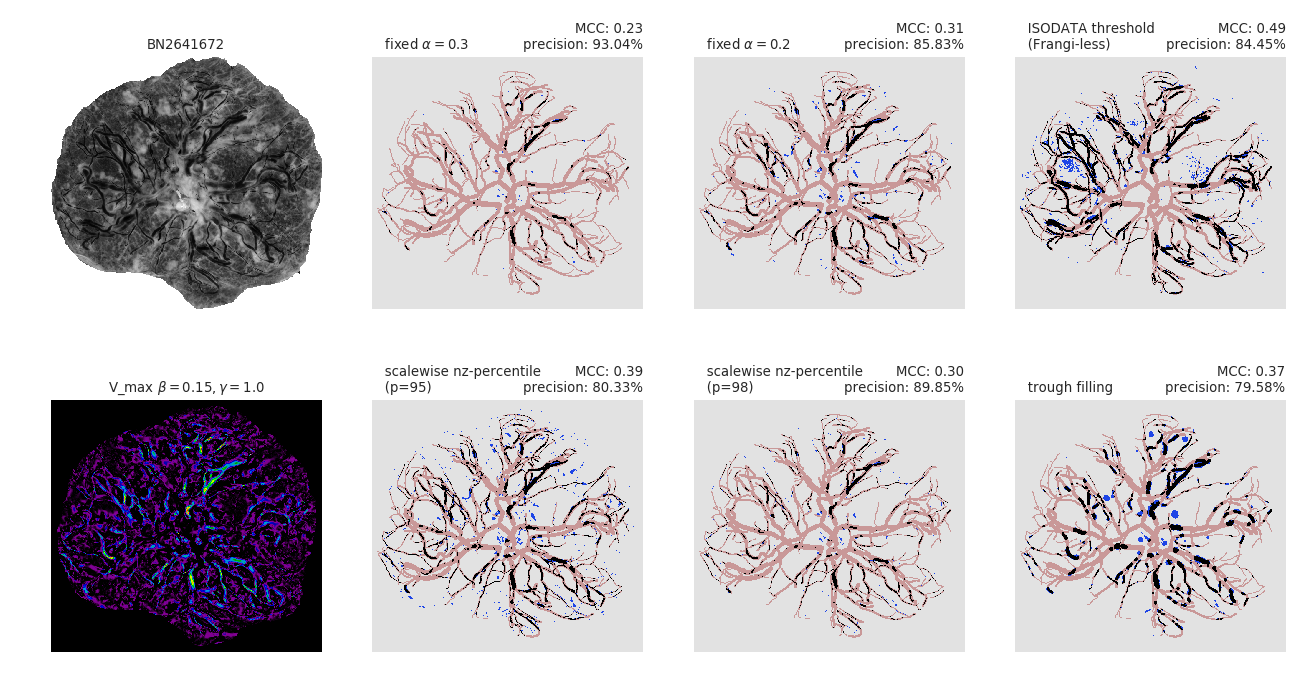 BN2641672
fixed α = 0.3
MCC: 0.23
precision: 93.04%
fixed α = 0.2
MCC: 0.31
precision: 85.83%
ISODATA threshold
(Frangi-less)
MCC: 0.49
precision: 84.45%
V_max β = 0.15, γ = 1.0
scalewise nz-percentile
(p=95)
MCC: 0.39
precision: 80.33%
scalewise nz-percentile
(p=98)
MCC: 0.30
precision: 89.85%
trough filling
MCC: 0.37
precision: 79.58%